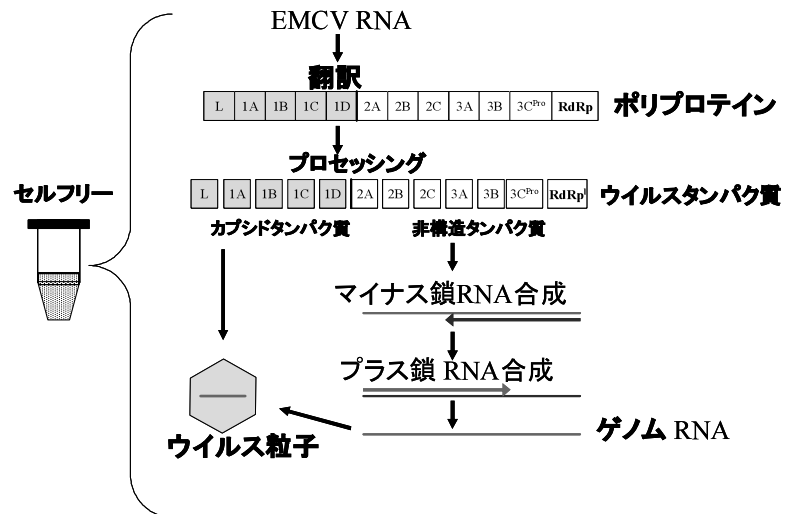 EMCV RNA
翻訳
L 1A 1B 1C 1D 2A 2B 2C 3A 3B 3CPro RdRp
ポリプロテイン
プロセッシング
セルフリー
L 1A 1B 1C 1D 2A 2B 2C 3A 3B 3CPro RdRp
ウイルスタンパク質
カプシドタンパク質
非構造タンパク質
マイナス鎖RNA合成
プラス鎖 RNA合成
ゲノム RNA
ウイルス粒子